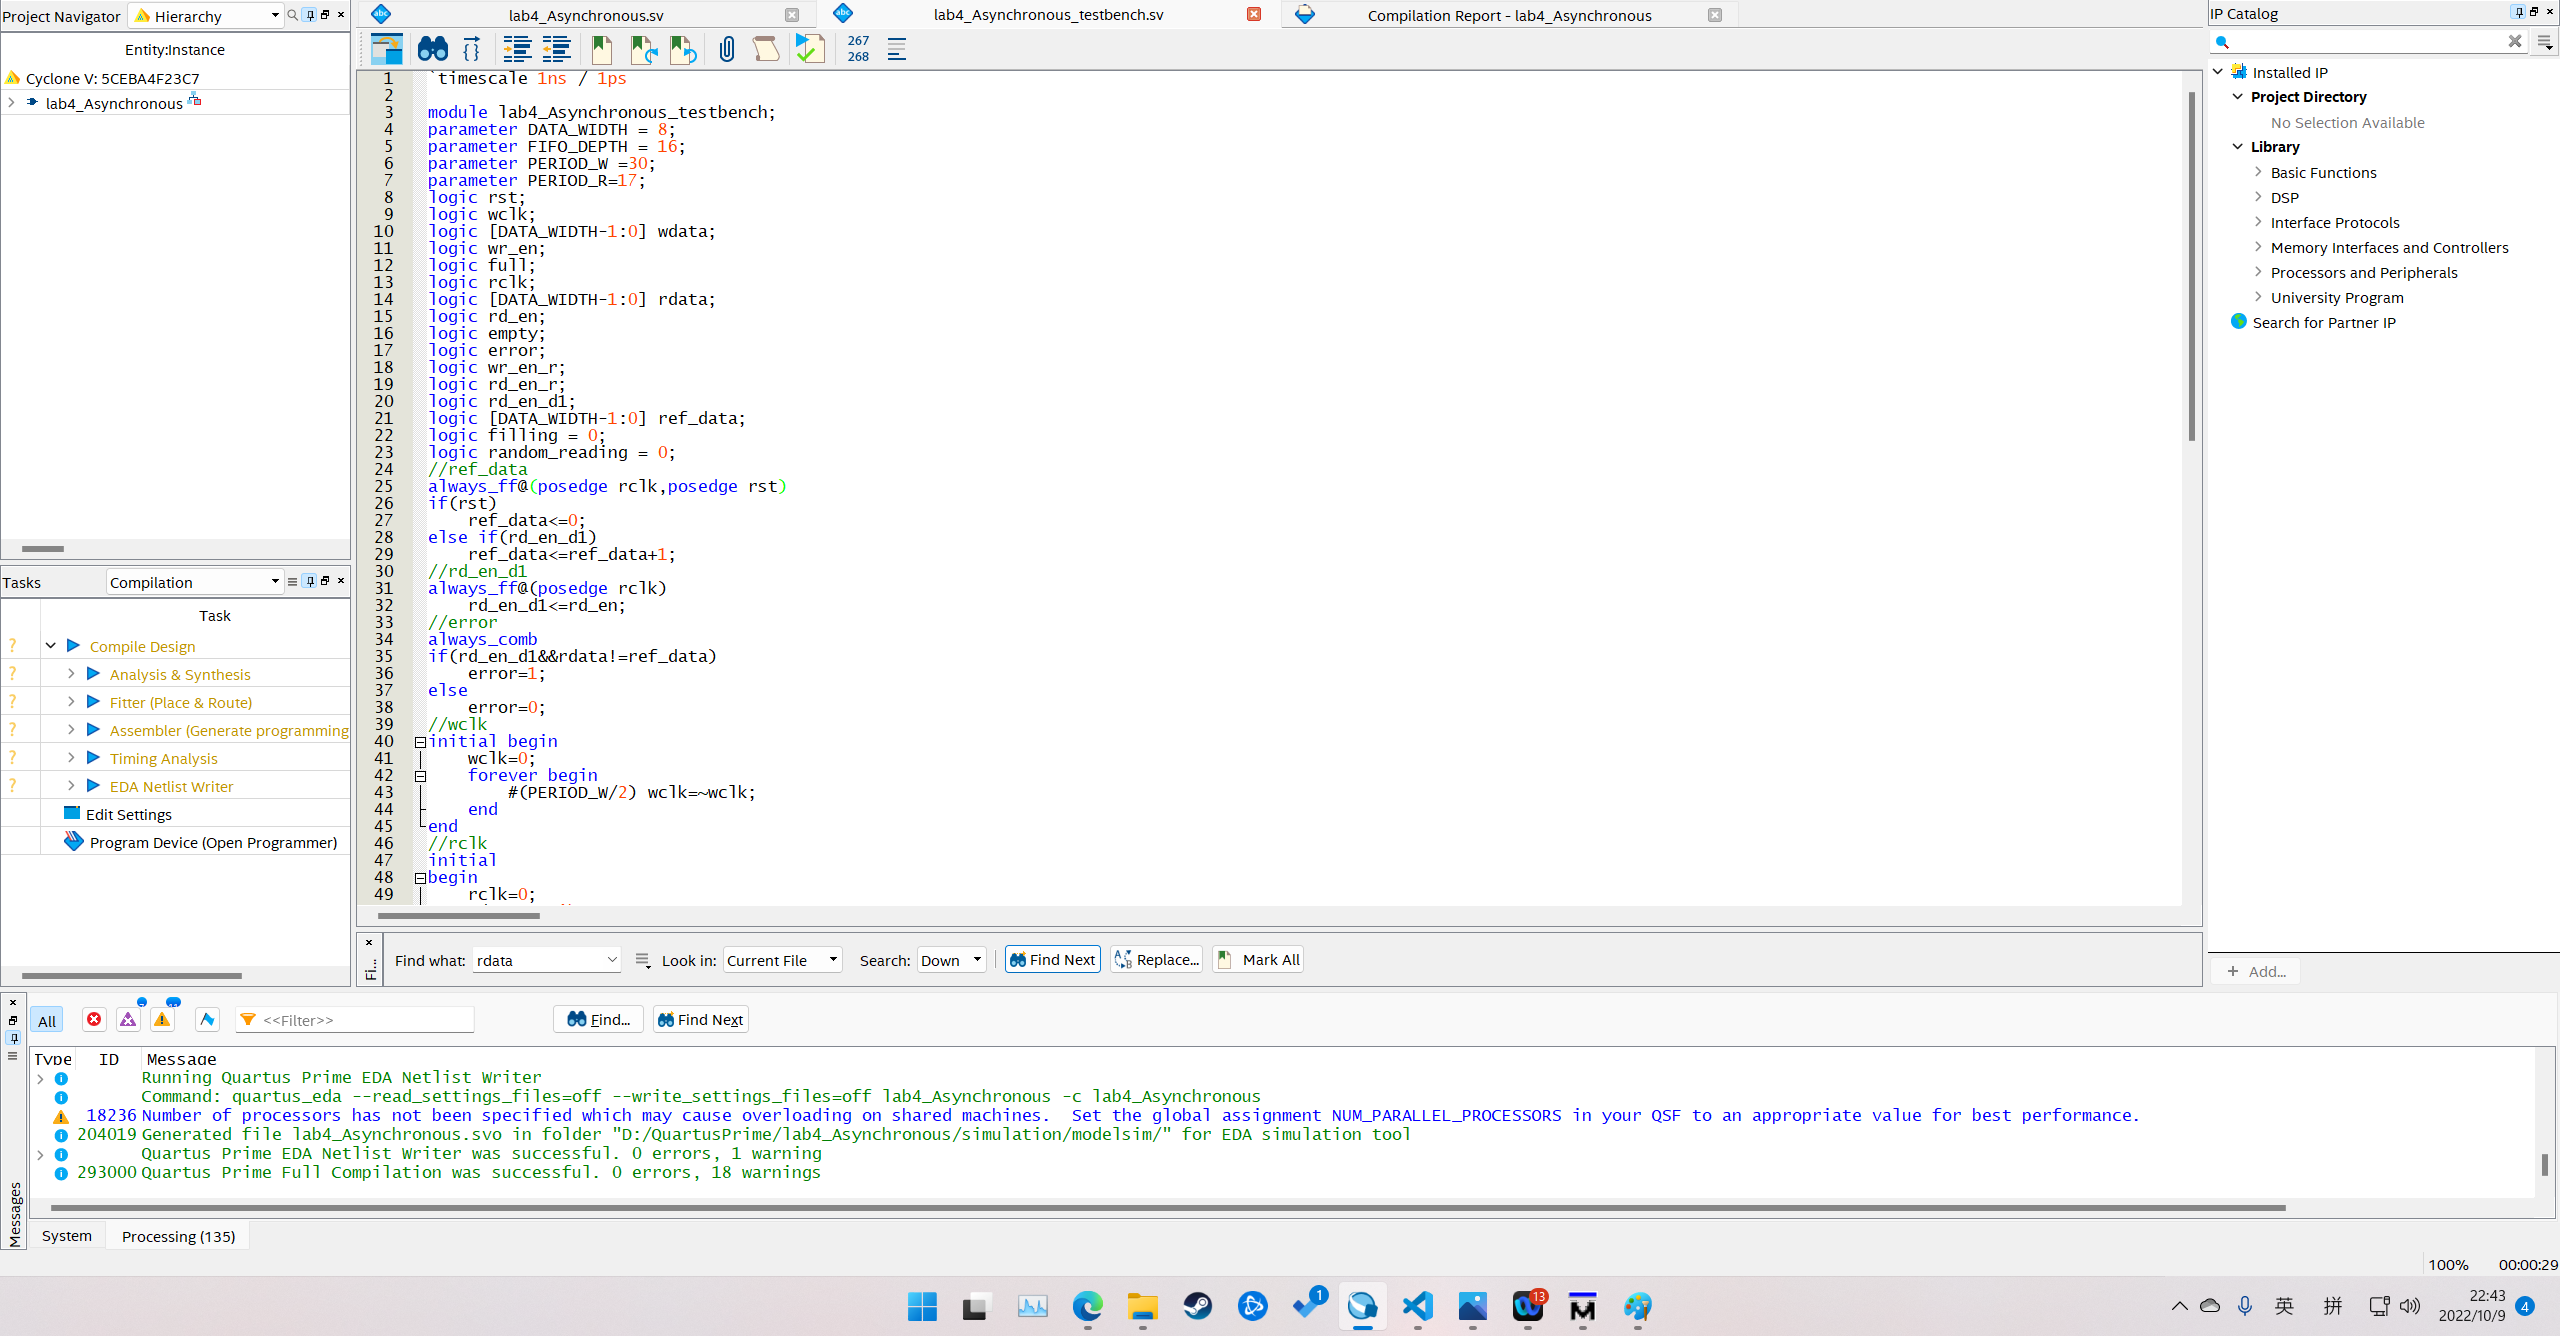 Project Navigator Hierarchy
Entity:Instance
Cyclone V: 5CEBA4F23C7
lab4_Asynchronous
Tasks Compilation
Task
Compile Design
Analysis & Synthesis
Fitter (Place & Route)
Assembler (Generate programming
Timing Analysis
EDA Netlist Writer
Edit Settings
Program Device (Open Programmer)
lab4_Asynchronous.sv
lab4_Asynchronous_testbench.sv
Compilation Report - lab4_Asynchronous
267
268
1 `timescale 1ns / 1ps
2
3 module lab4_Asynchronous_testbench;
4 parameter DATA_WIDTH = 8;
5 parameter FIFO_DEPTH = 16;
6 parameter PERIOD_W =30;
7 parameter PERIOD_R=17;
8 logic rst;
9 logic wclk;
10 logic [DATA_WIDTH-1:0] wdata;
11 logic wr_en;
12 logic full;
13 logic rclk;
14 logic [DATA_WIDTH-1:0] rdata;
15 logic rd_en;
16 logic empty;
17 logic error;
18 logic wr_en_r;
19 logic rd_en_r;
20 logic rd_en_d1;
21 logic [DATA_WIDTH-1:0] ref_data;
22 logic filling = 0;
23 logic random_reading = 0;
24 //ref_data
25 always_ff@(posedge rclk,posedge rst)
26 if(rst)
27 ref_data<=0;
28 else if(rd_en_d1)
29 ref_data<=ref_data+1;
30 //rd_en_d1
31 always_ff@(posedge rclk)
32 rd_en_d1<=rd_en;
33 //error
34 always_comb
35 if(rd_en_d1&&rdata!=ref_data)
36 error=1;
37 else
38 error=0;
39 //wclk
40 initial begin
41 wclk=0;
42 forever begin
43 #(PERIOD_W/2) wclk=~wclk;
44 end
45 end
46 //rclk
47 initial
48 begin
49 rclk=0;
Fi...
Find what: rdata Look in: Current File Search: Down Find Next Replace... Mark All
IP Catalog
Installed IP
Project Directory
No Selection Available
Library
Basic Functions
DSP
Interface Protocols
Memory Interfaces and Controllers
Processors and Peripherals
University Program
Search for Partner IP
+ Add...
All <<Filter>> Find... Find Next
Type ID Message
Running Quartus Prime EDA Netlist Writer
Command: quartus_eda --read_settings_files=off --write_settings_files=off lab4_Asynchronous -c lab4_Asynchronous
18236 Number of processors has not been specified which may cause overloading on shared machines.  Set the global assignment NUM_PARALLEL_PROCESSORS in your QSF to an appropriate value for best performance.
204019 Generated file lab4_Asynchronous.svo in folder "D:/QuartusPrime/lab4_Asynchronous/simulation/modelsim/" for EDA simulation tool
Quartus Prime EDA Netlist Writer was successful. 0 errors, 1 warning
293000 Quartus Prime Full Compilation was successful. 0 errors, 18 warnings
Messages
System Processing (135)
100% 00:00:29
1
13
英 拼
22:43
2022/10/9
4